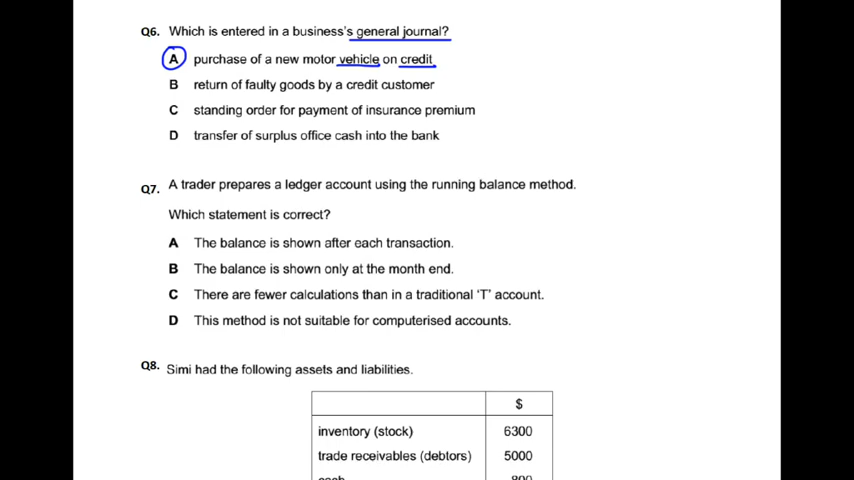 Q6. Which is entered in a business's general journal?
A purchase of a new motor vehicle on credit
B return of faulty goods by a credit customer
C standing order for payment of insurance premium
D transfer of surplus office cash into the bank
Q7. A trader prepares a ledger account using the running balance method.
Which statement is correct?
A The balance is shown after each transaction.
B The balance is shown only at the month end.
C There are fewer calculations than in a traditional ‘T’ account.
D This method is not suitable for computerised accounts.
Q8. Simi had the following assets and liabilities.
$
inventory (stock) 6300
trade receivables (debtors) 5000